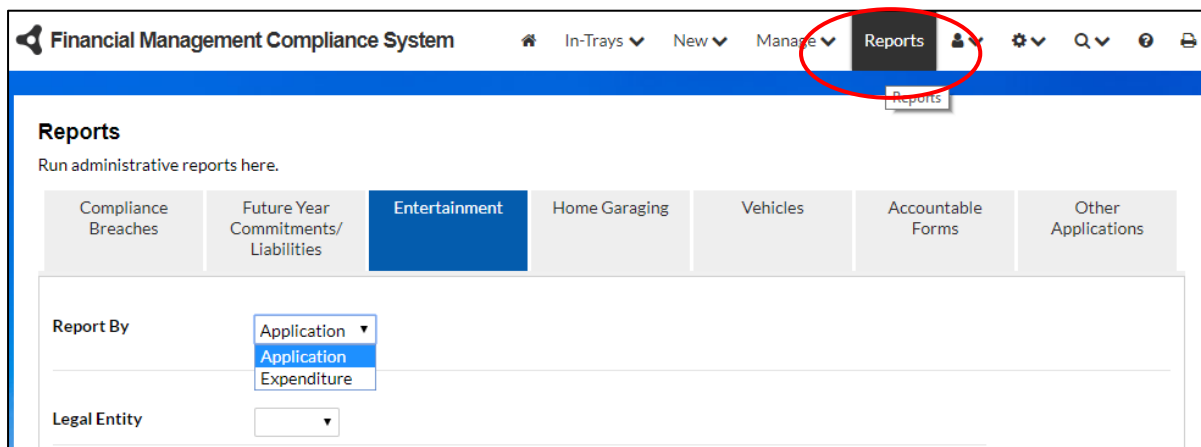 Financial Management Compliance System In-Trays New Manage Reports
Reports
Reports
Run administrative reports here.
Compliance Breaches
Future Year Commitments/ Liabilities
Entertainment
Home Garaging
Vehicles
Accountable Forms
Other Applications
Report By
Application
Application
Expenditure
Legal Entity